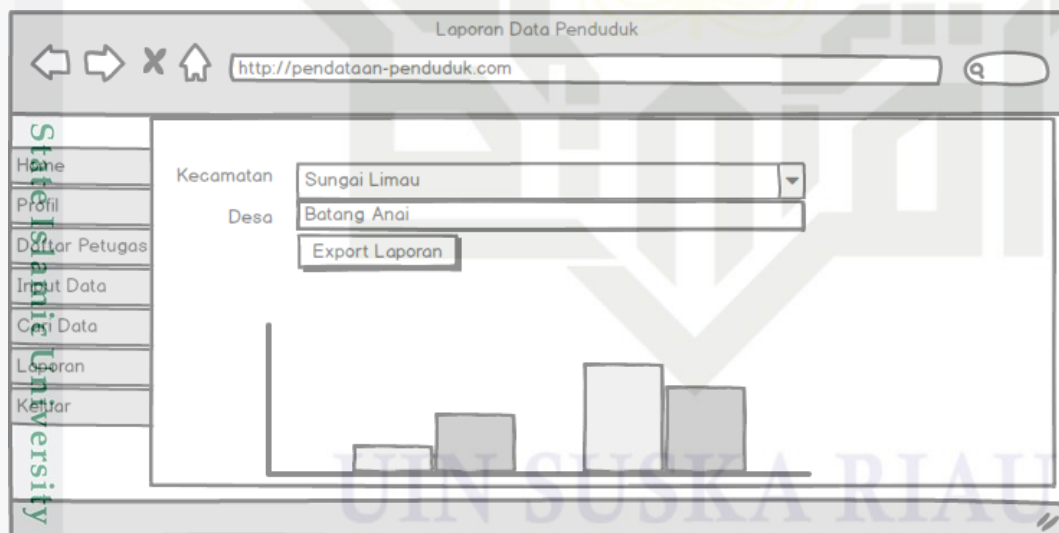 Laporan Data Penduduk
http://pendataan-penduduk.com
State Islamic University
Home
Profil
Daftar Petugas
Input Data
Cari Data
Laporan
Keluar
Kecamatan Sungai Limau
Desa Batang Anai
Export Laporan
UIN SUSKA RIAU